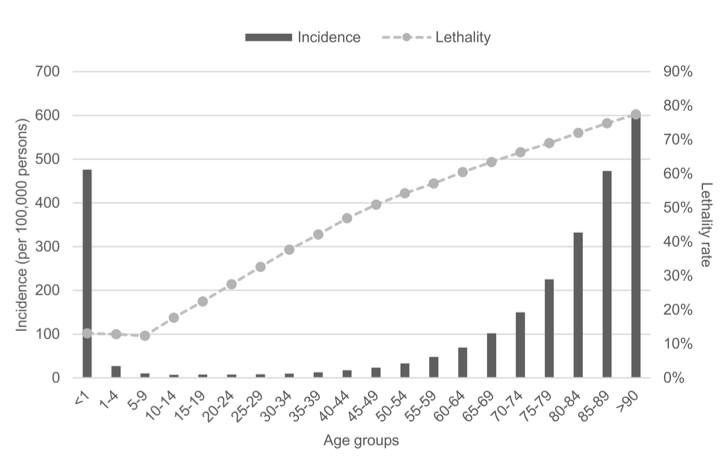 Incidence Lethality
700 90%
80%
600
70%
500 60%
400 50%
300 40%
30%
200
20%
100
10%
0 0%
Incidence (per 100,000 persons)
Lethality rate
<1 1-4 5-9 10-14 15-19 20-24 25-29 30-34 35-39 40-44 45-49 50-54 55-59 60-64 65-69 70-74 75-79 80-84 85-89 >90
Age groups